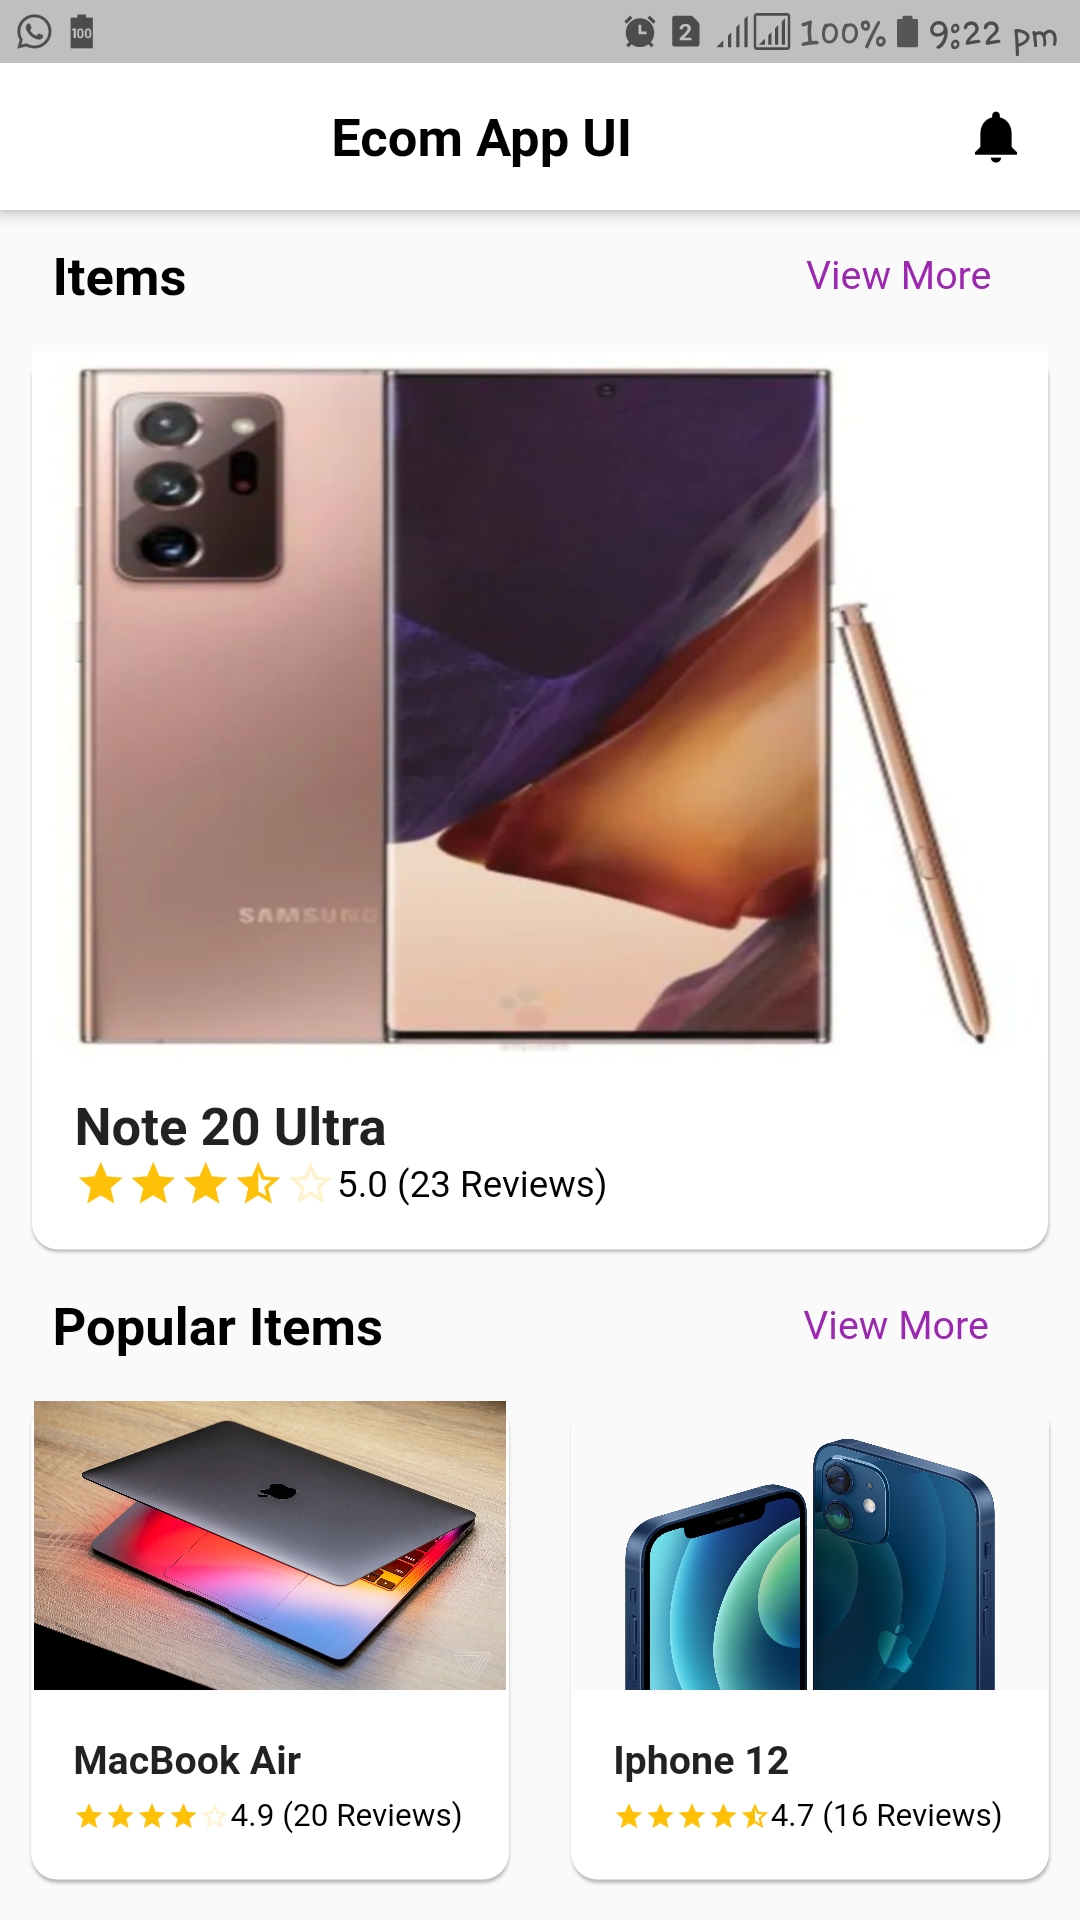 100 2 100% 9:22 pm
Ecom App UI
Items View More
SAMSUNG
Note 20 Ultra
5.0 (23 Reviews)
Popular Items View More
MacBook Air Iphone 12
4.9 (20 Reviews) 4.7 (16 Reviews)